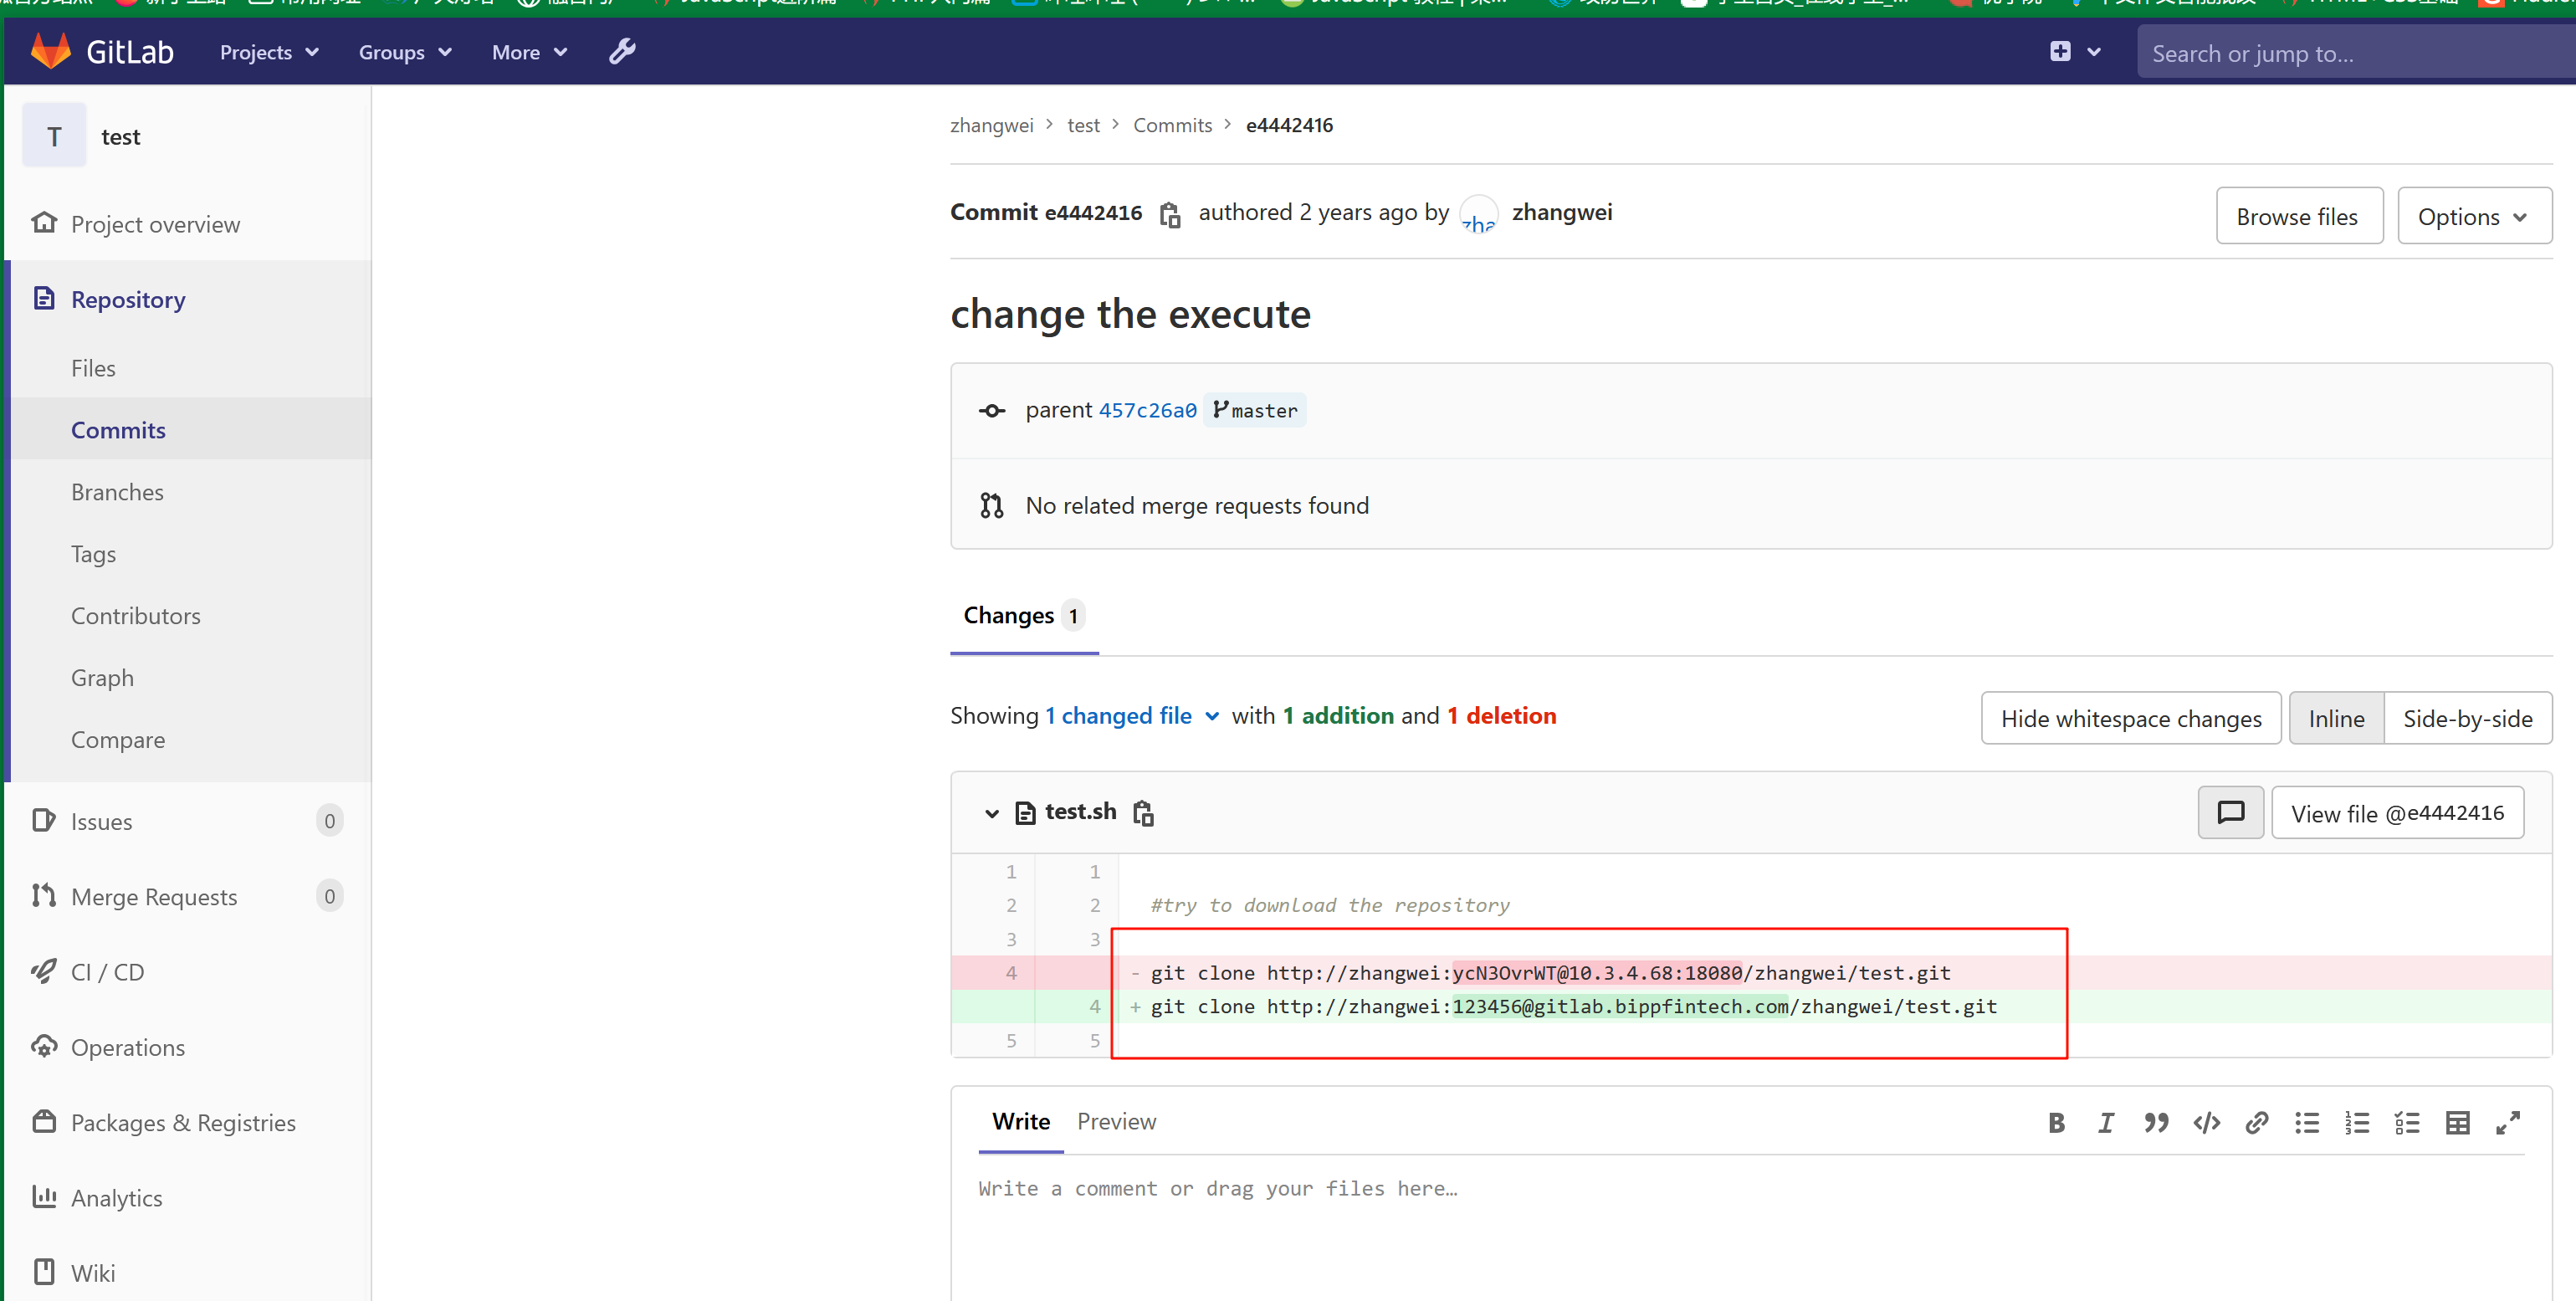 GitLab Projects Groups More Search or jump to...
T test
Project overview
Repository
Files
Commits
Branches
Tags
Contributors
Graph
Compare
Issues 0
Merge Requests 0
CI / CD
Operations
Packages & Registries
Analytics
Wiki
zhangwei > test > Commits > e4442416
Commit e4442416 authored 2 years ago by zha zhangwei
Browse files Options
change the execute
parent 457c26a0 master
No related merge requests found
Changes 1
Showing 1 changed file with 1 addition and 1 deletion
Hide whitespace changes Inline Side-by-side
test.sh View file @e4442416
1 1
2 2 #try to download the repository
3 3
4 - git clone http://zhangwei:ycN3OvrWT@10.3.4.68:18080/zhangwei/test.git
4 + git clone http://zhangwei:123456@gitlab.bippfintech.com/zhangwei/test.git
5 5
Write Preview
Write a comment or drag your files here…